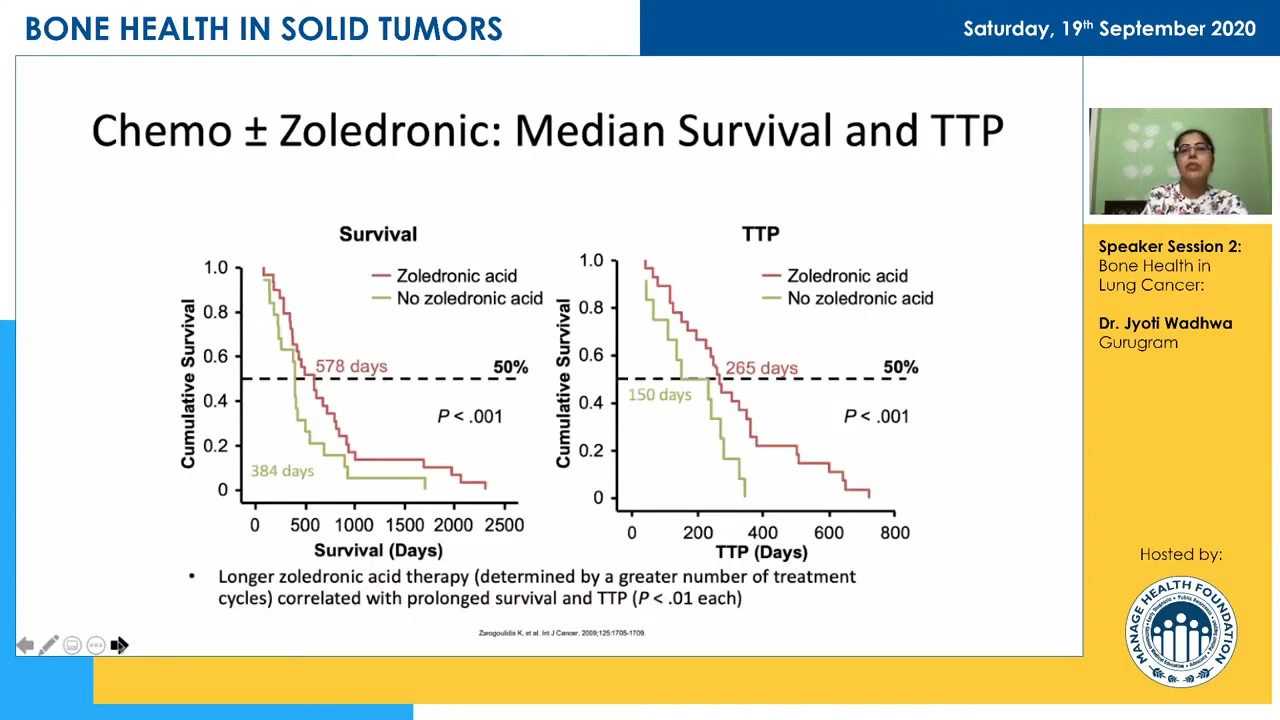 BONE HEALTH IN SOLID TUMORS
Saturday, 19th September 2020
Chemo ± Zoledronic: Median Survival and TTP
Survival
Zoledronic acid
No zoledronic acid
Cumulative Survival
1.0
0.8
0.6
0.4
0.2
0
578 days
50%
P < .001
384 days
0
500
1000
1500
2000
2500
Survival (Days)
TTP
Zoledronic acid
No zoledronic acid
Cumulative Survival
1.0
0.8
0.6
0.4
0.2
0
265 days
50%
150 days
P < .001
0
200
400
600
800
TTP (Days)
• Longer zoledronic acid therapy (determined by a greater number of treatment
cycles) correlated with prolonged survival and TTP (P < .01 each)
Zarogoulidis K, et al. Int J Cancer. 2009;125:1705-1709.
Speaker Session 2:
Bone Health in
Lung Cancer:
Dr. Jyoti Wadhwa
Gurugram
Hosted by:
MANAGE HEALTH FOUNDATION